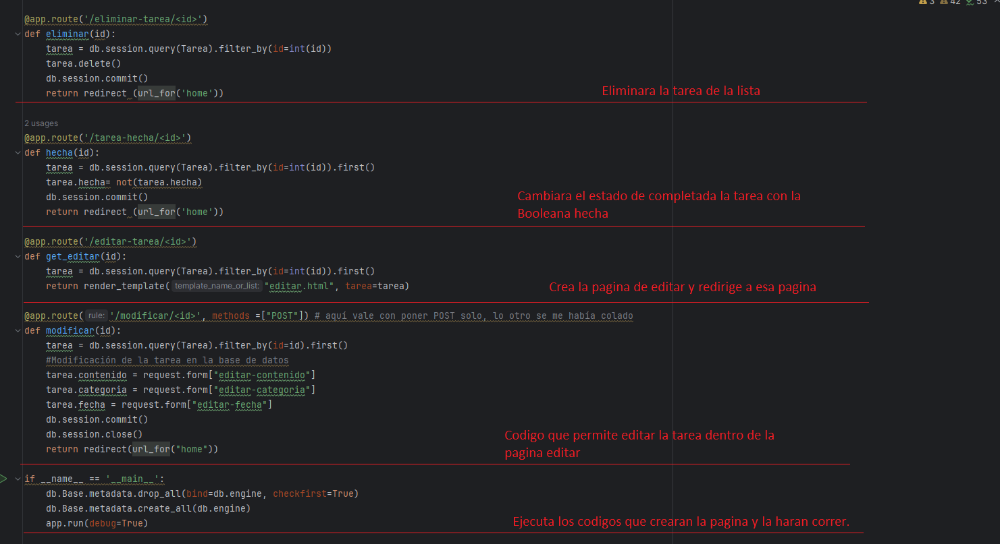 3 42 53
@app.route('/eliminar-tarea/<id>')
def eliminar(id):
    tarea = db.session.query(Tarea).filter_by(id=int(id))
    tarea.delete()
    db.session.commit()
    return redirect (url_for('home'))
Eliminara la tarea de la lista
2 usages
@app.route('/tarea-hecha/<id>')
def hecha(id):
    tarea = db.session.query(Tarea).filter_by(id=int(id)).first()
    tarea.hecha= not(tarea.hecha)
    db.session.commit()
    return redirect (url_for('home'))
Cambiara el estado de completada la tarea con la
Booleana hecha
@app.route('/editar-tarea/<id>')
def get_editar(id):
    tarea = db.session.query(Tarea).filter_by(id=int(id)).first()
    return render_template( template_name_or_list: "editar.html", tarea=tarea)
Crea la pagina de editar y redirige a esa pagina
@app.route( rule: '/modificar/<id>', methods =["POST"]) # aquí vale con poner POST solo, lo otro se me había colado
def modificar(id):
    tarea = db.session.query(Tarea).filter_by(id=id).first()
    #Modificación de la tarea en la base de datos
    tarea.contenido = request.form["editar-contenido"]
    tarea.categoria = request.form["editar-categoria"]
    tarea.fecha = request.form["editar-fecha"]
    db.session.commit()
    db.session.close()
    return redirect(url_for("home"))
Codigo que permite editar la tarea dentro de la
pagina editar
if __name__ == '__main__':
    db.Base.metadata.drop_all(bind=db.engine, checkfirst=True)
    db.Base.metadata.create_all(db.engine)
    app.run(debug=True)
Ejecuta los codigos que crearan la pagina y la haran correr.